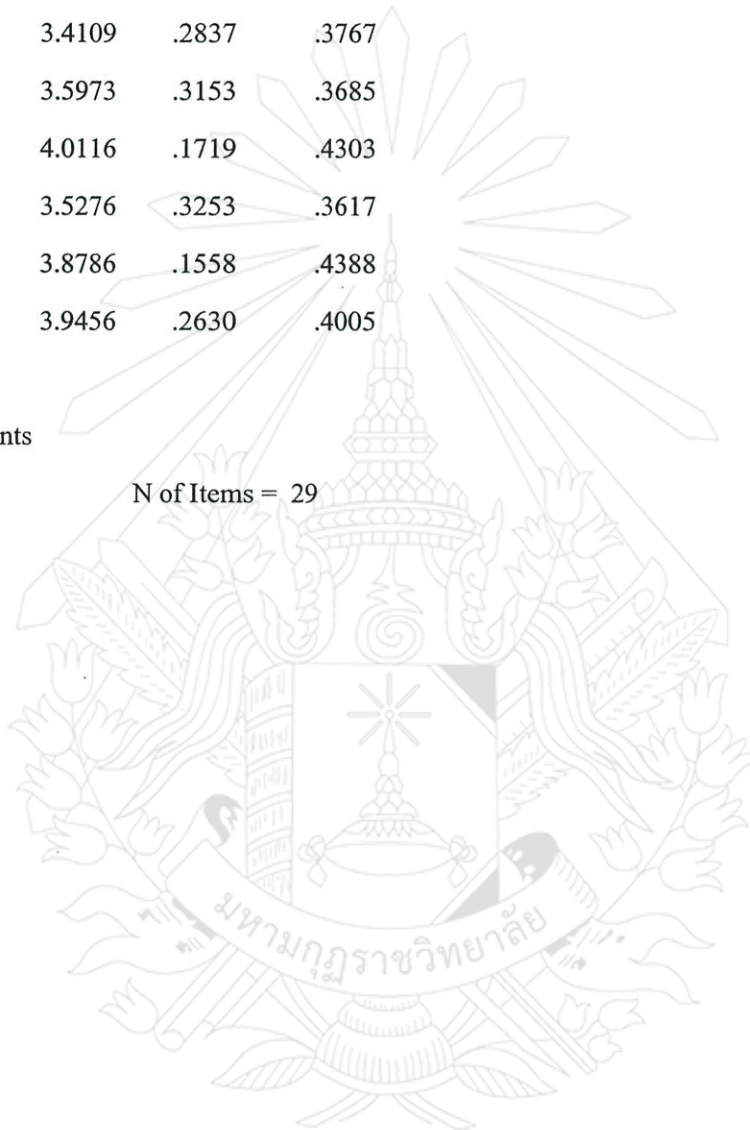 3.4109 .2837 .3767
3.5973 .3153 .3685
4.0116 .1719 .4303
3.5276 .3253 .3617
3.8786 .1558 .4388
3.9456 .2630 .4005
nts
N of Items = 29
มหามกุฏราชวิทยาลัย